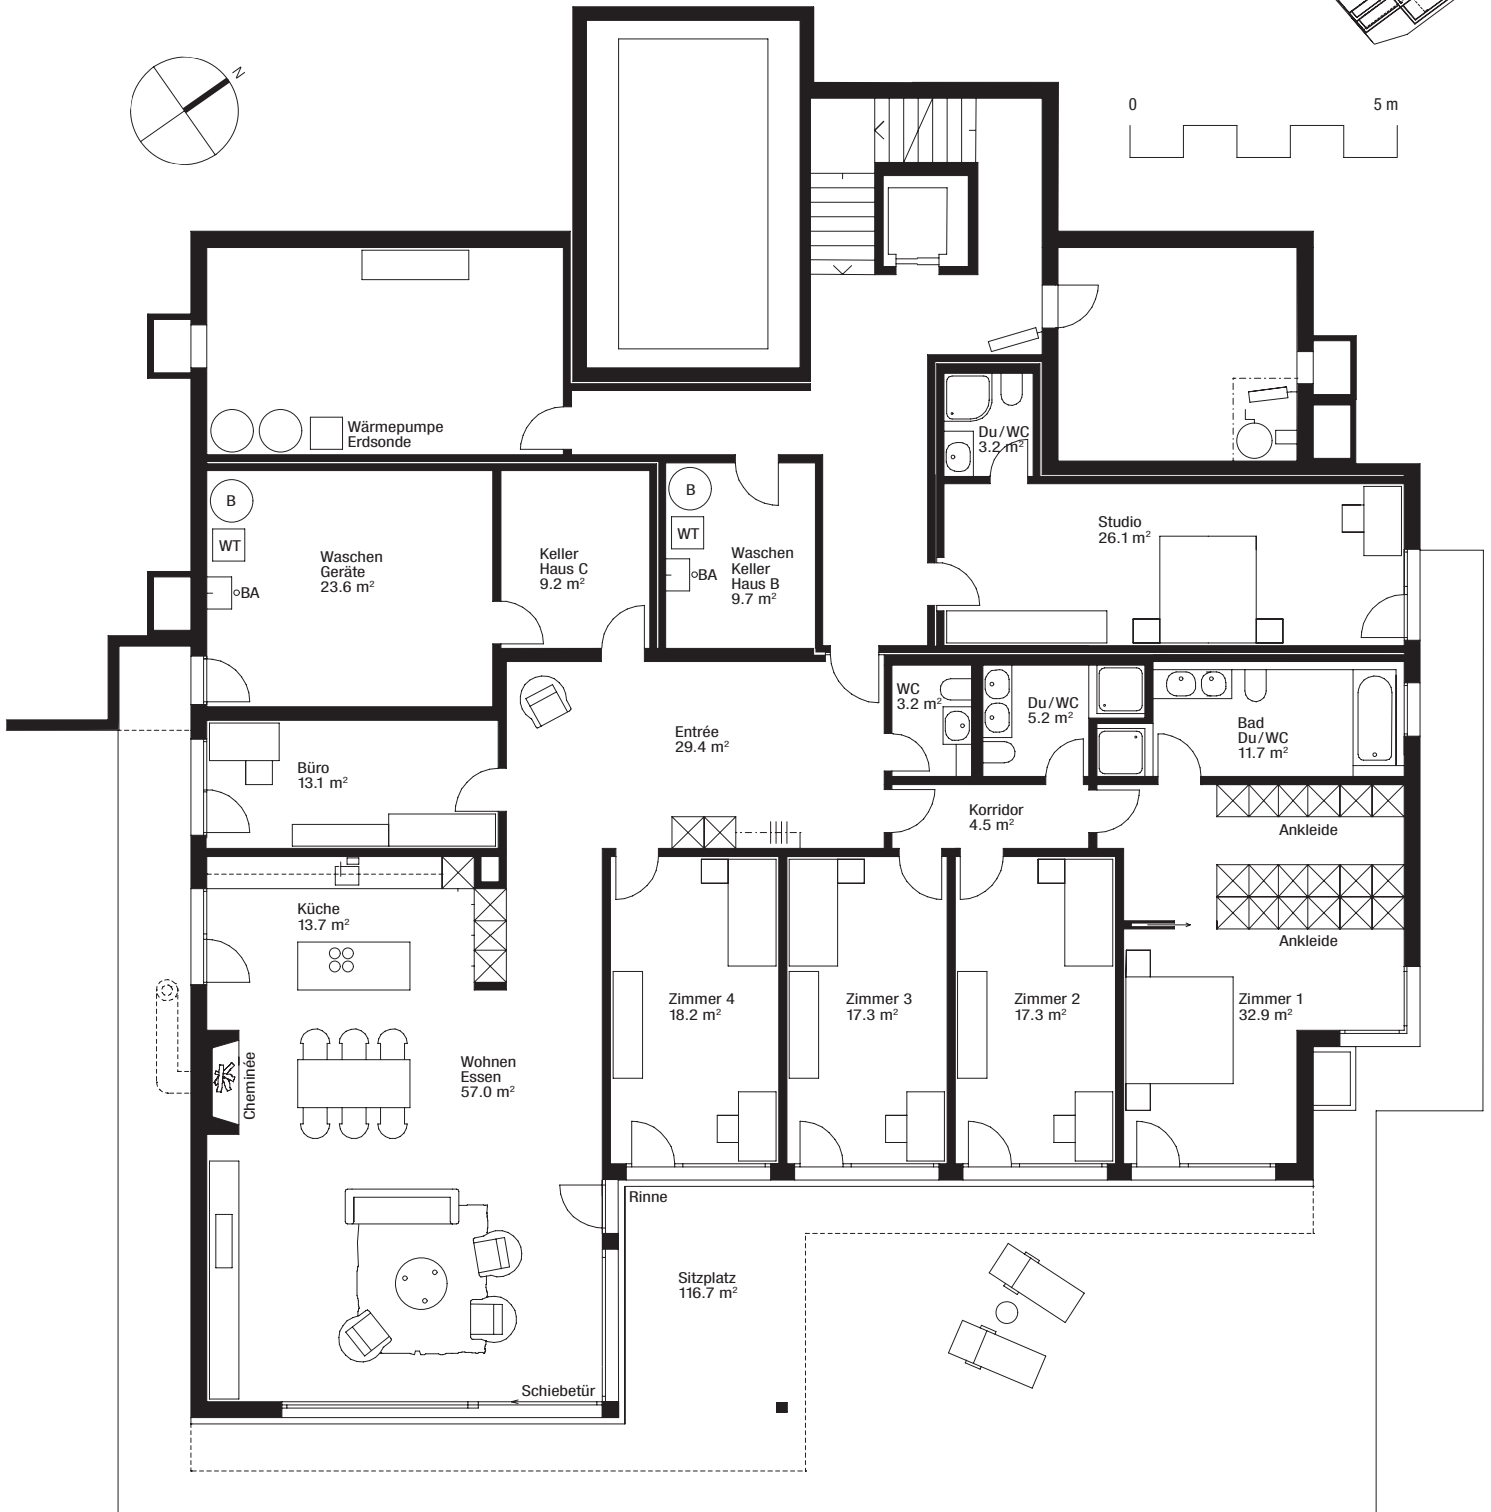 N
0 5 m
Wärmepumpe
Erdsonde
Du/WC
3.2 m²
B
WT
BA
Waschen
Geräte
23.6 m²
Keller
Haus C
9.2 m²
B
WT
BA
Waschen
Keller
Haus B
9.7 m²
Studio
26.1 m²
WC
3.2 m²
Du/WC
5.2 m²
Bad
Du/WC
11.7 m²
Entrée
29.4 m²
Büro
13.1 m²
Korridor
4.5 m²
Ankleide
Ankleide
Küche
13.7 m²
Zimmer 4
18.2 m²
Zimmer 3
17.3 m²
Zimmer 2
17.3 m²
Zimmer 1
32.9 m²
Cheminée
Wohnen
Essen
57.0 m²
Rinne
Sitzplatz
116.7 m²
Schiebetür